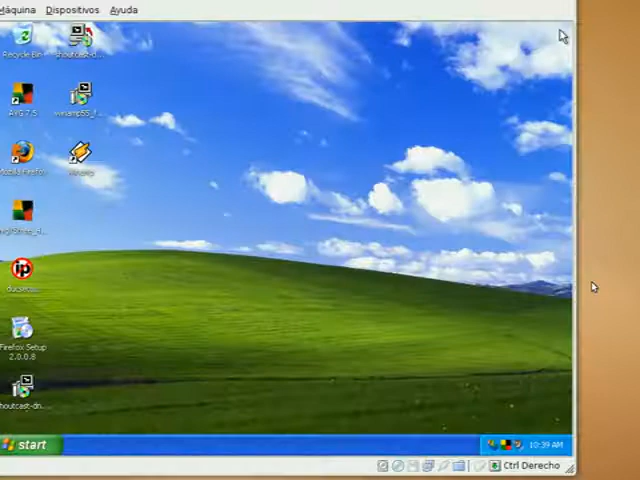 Máquina Dispositivos Ayuda
Recycle Bin
shoutcast-d...
AVG 7.5
winamp55_f...
Mozilla Firefox
Winamp
Firefox Setup
2.0.0.8
shoutcast-dn...
start
10:39 AM
Ctrl Derecho